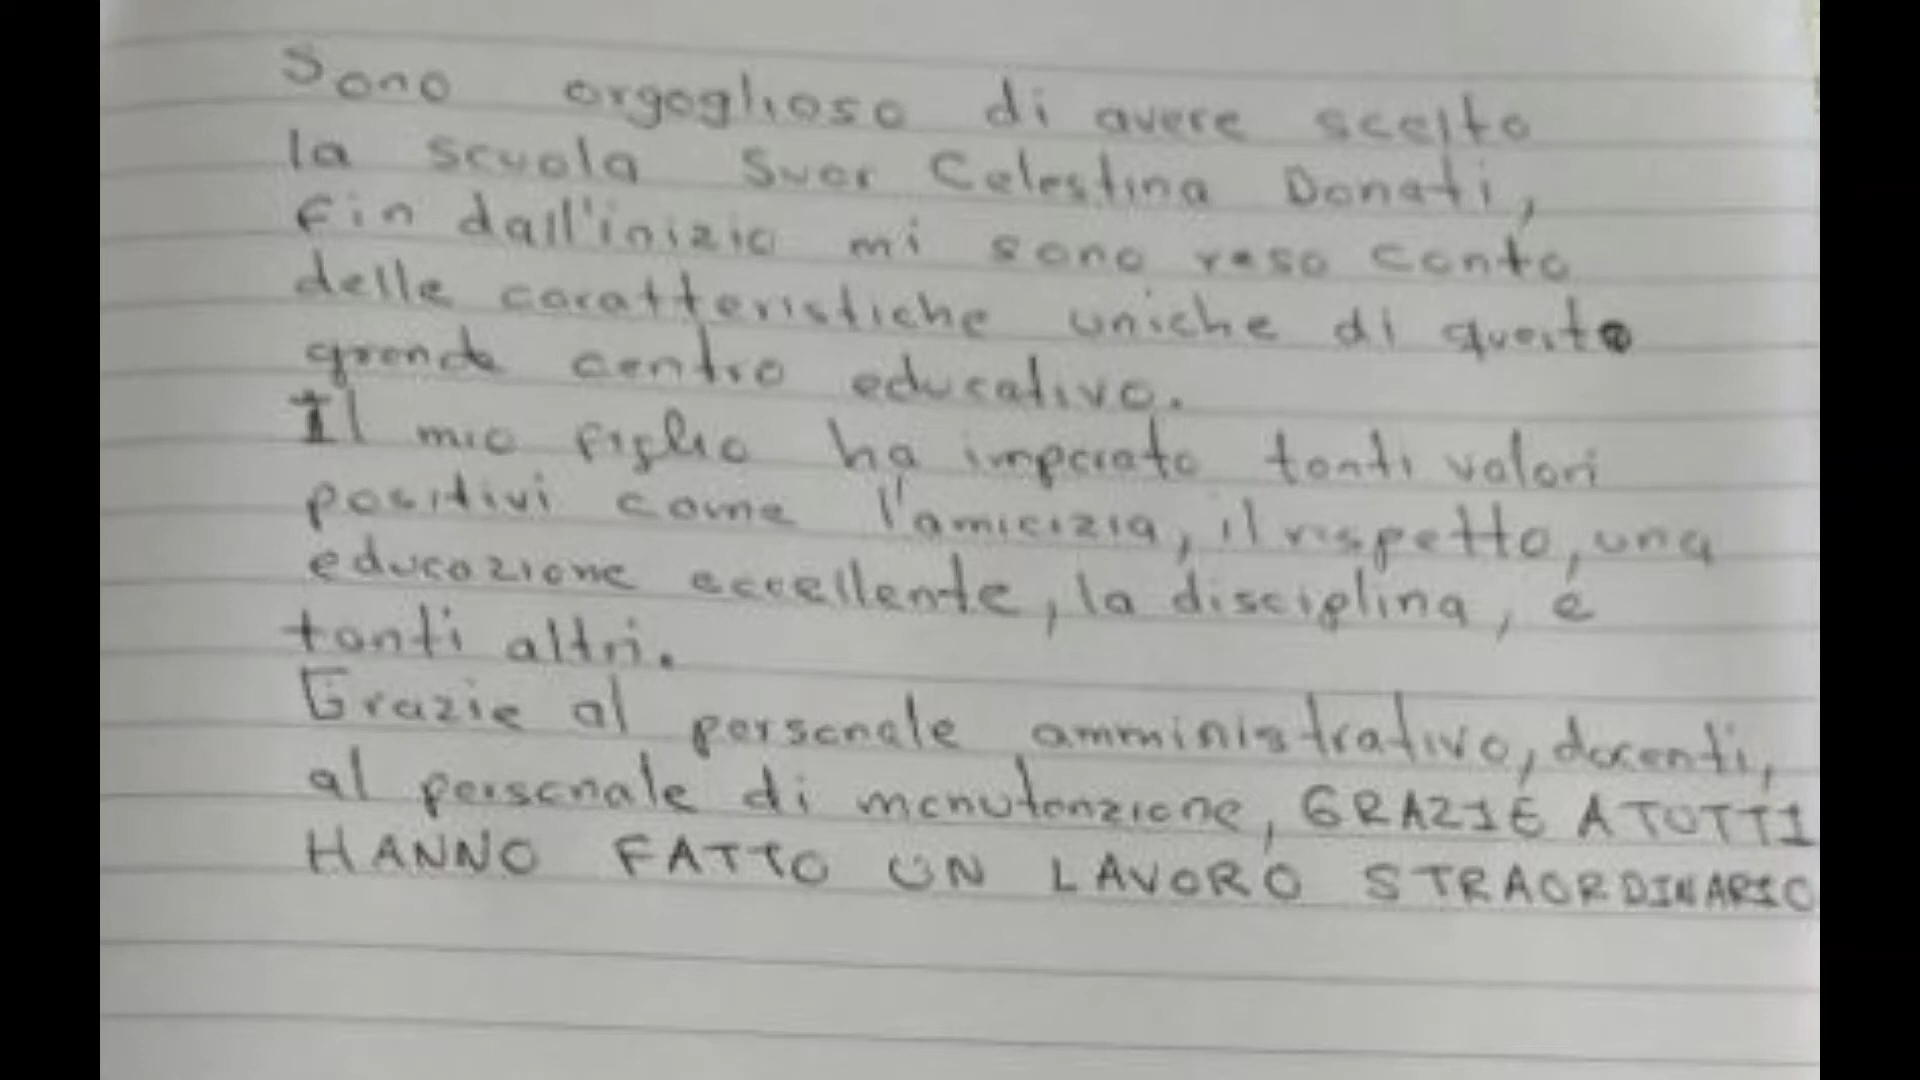 Sono orgoglioso di avere scelto
la scuola Suor Celestina Donati,
fin dall'inizio mi sono reso conto
delle caratteristiche uniche di questo
grande centro educativo.
Il mio figlio ha imparato tanti valori
positivi come l'amicizia, il rispetto, una
educazione eccellente, la disciplina, e
tanti altri.
Grazie al personale amministrativo, docenti,
al personale di manutenzione, GRAZIE A TUTTI
HANNO FATTO UN LAVORO STRAORDINARIO